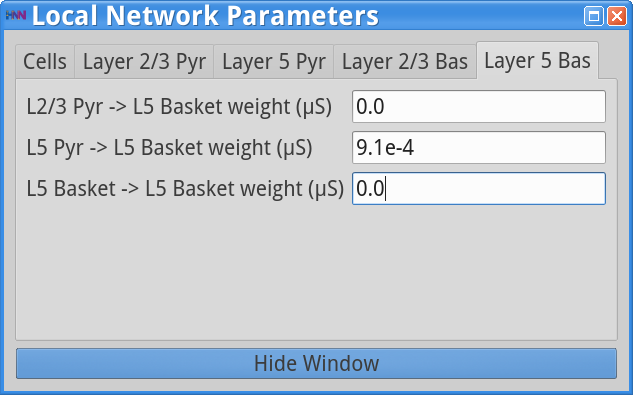 HNN Local Network Parameters
Cells Layer 2/3 Pyr Layer 5 Pyr Layer 2/3 Bas Layer 5 Bas
L2/3 Pyr -> L5 Basket weight (µS) 0.0
L5 Pyr -> L5 Basket weight (µS) 9.1e-4
L5 Basket -> L5 Basket weight (µS) 0.0
Hide Window